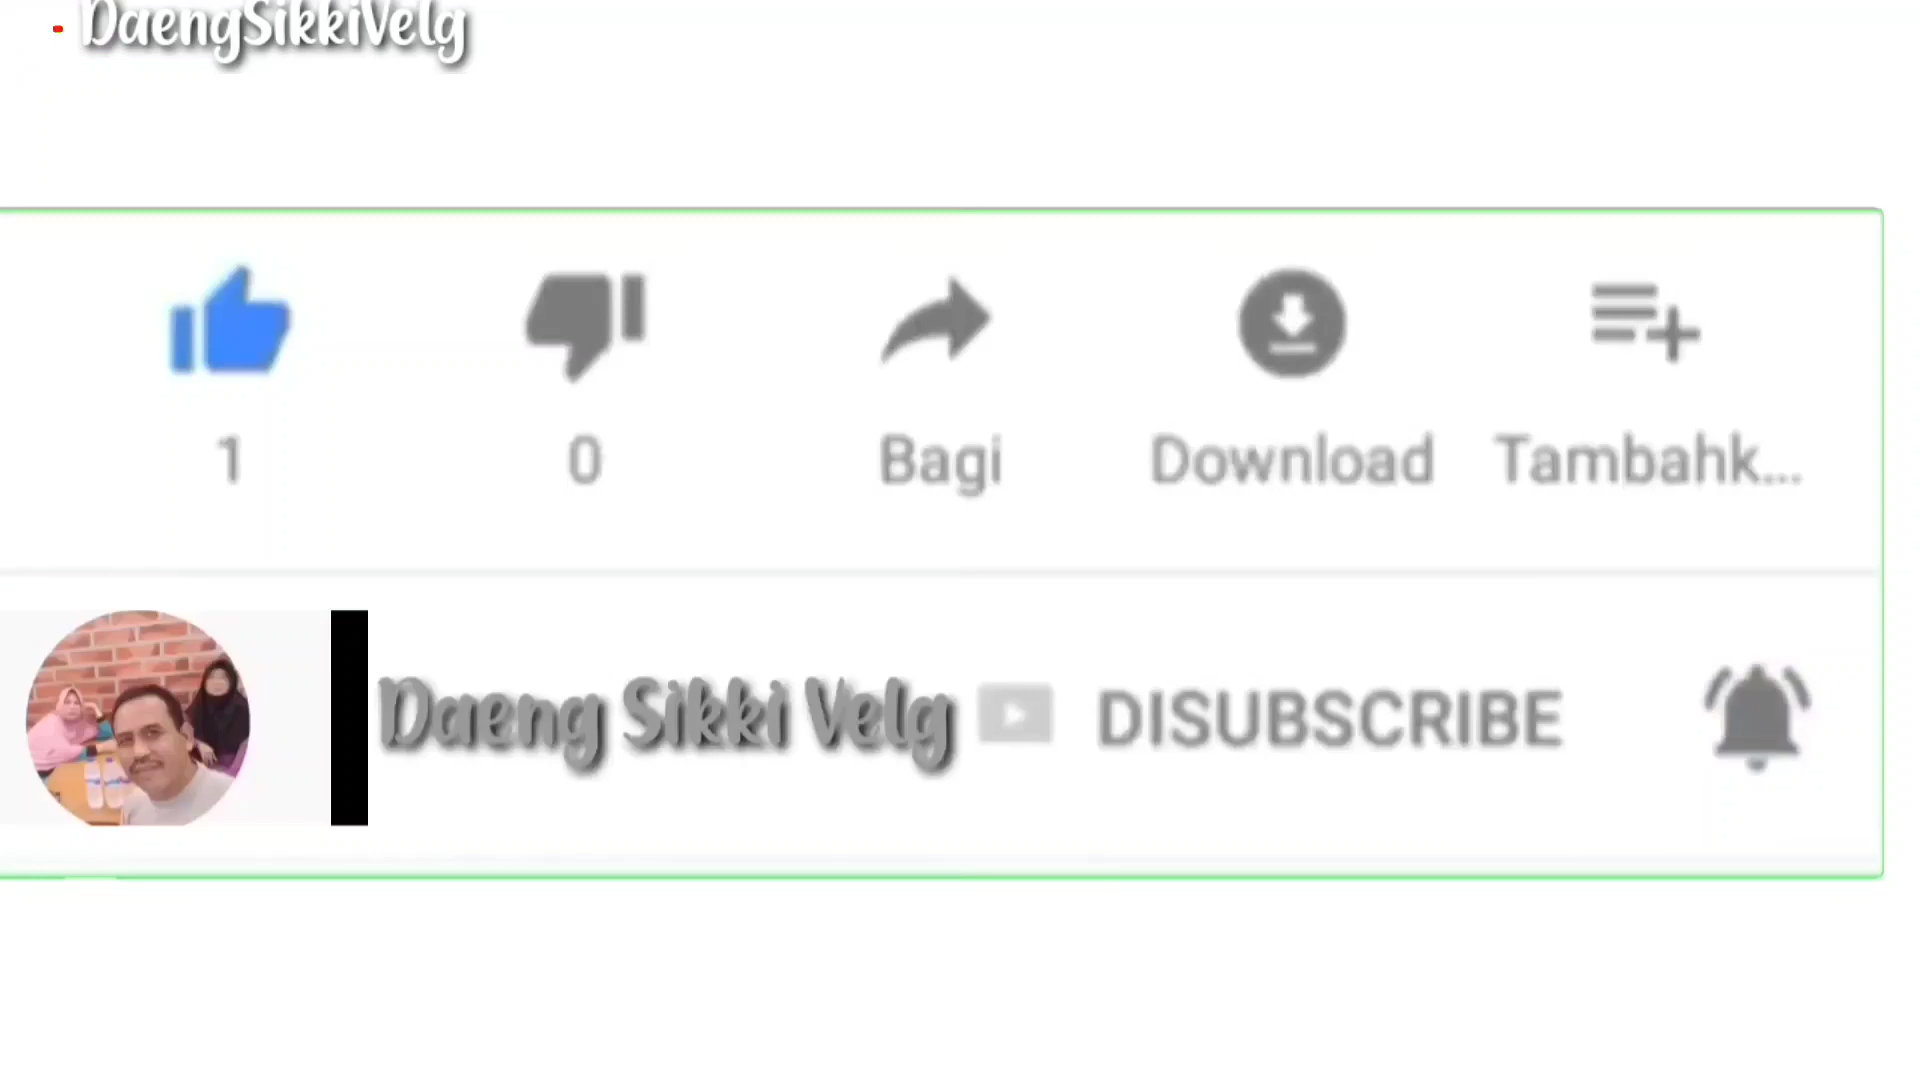 DaengSikkiVelg
1
0
Bagi
Download
Tambahk...
Daeng Sikki Velg
DISUBSCRIBE